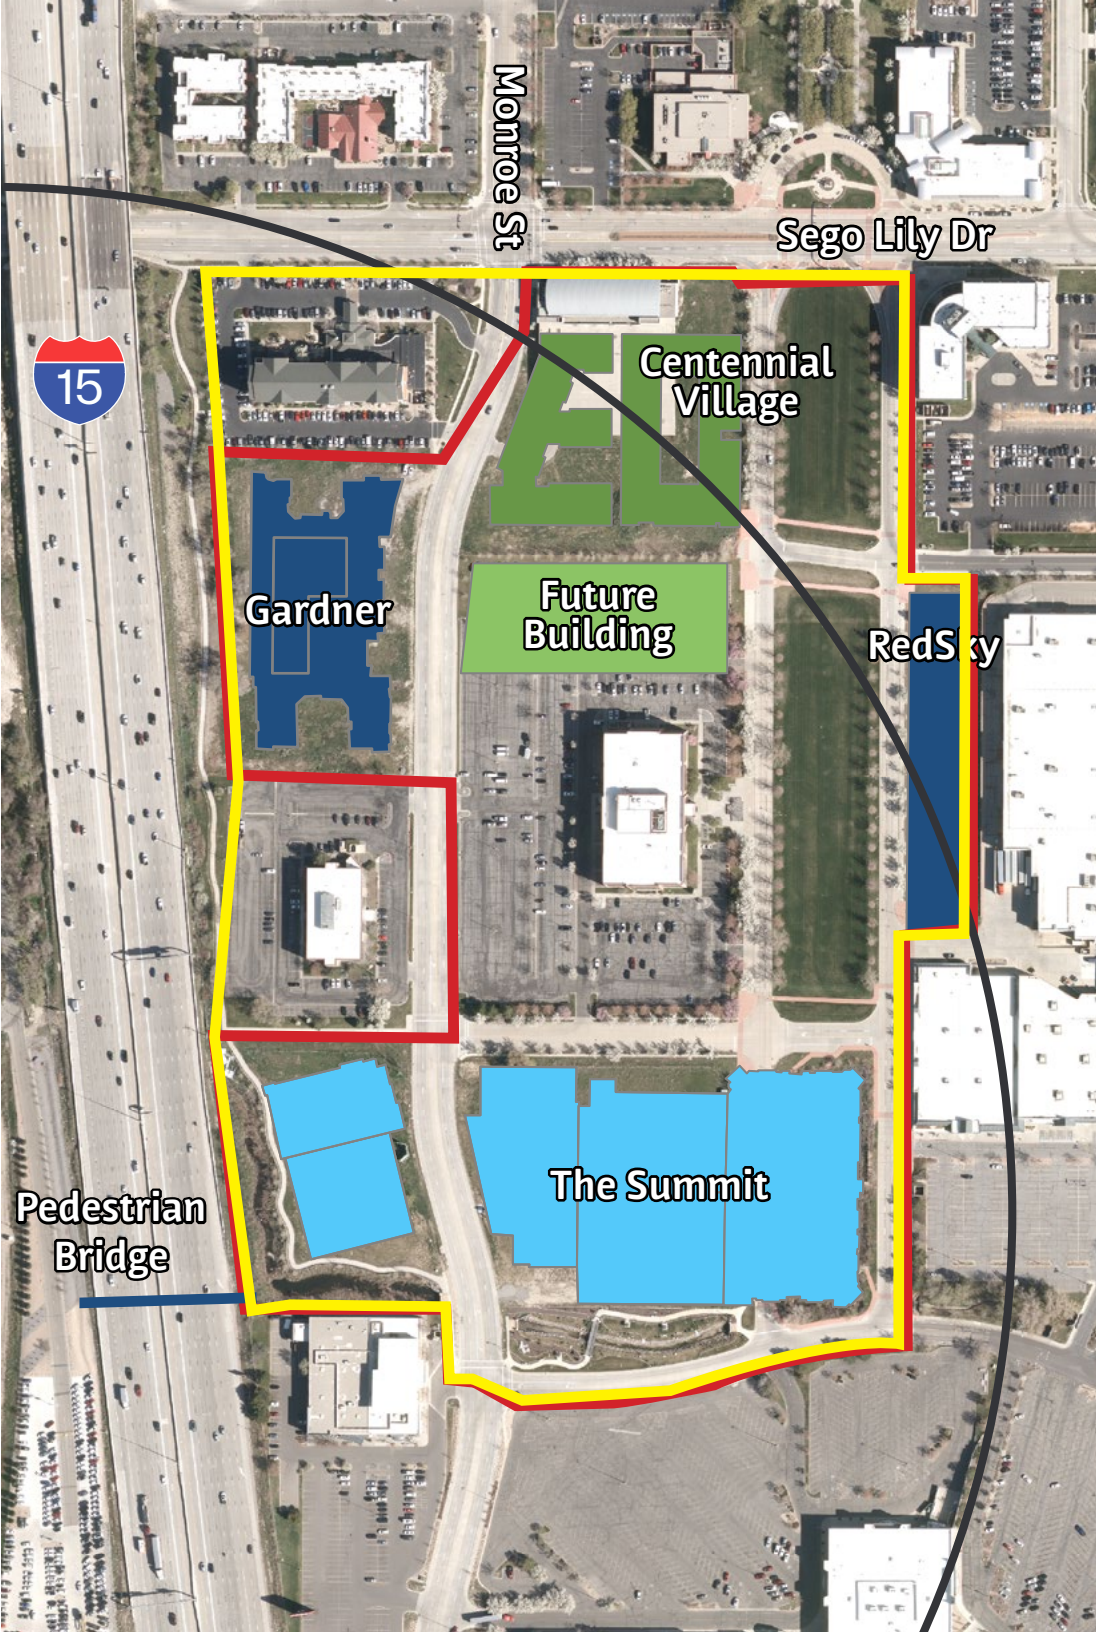 Monroe St
Sego Lily Dr
15
Centennial
Village
Future
Building
Gardner
RedSky
The Summit
Pedestrian
Bridge